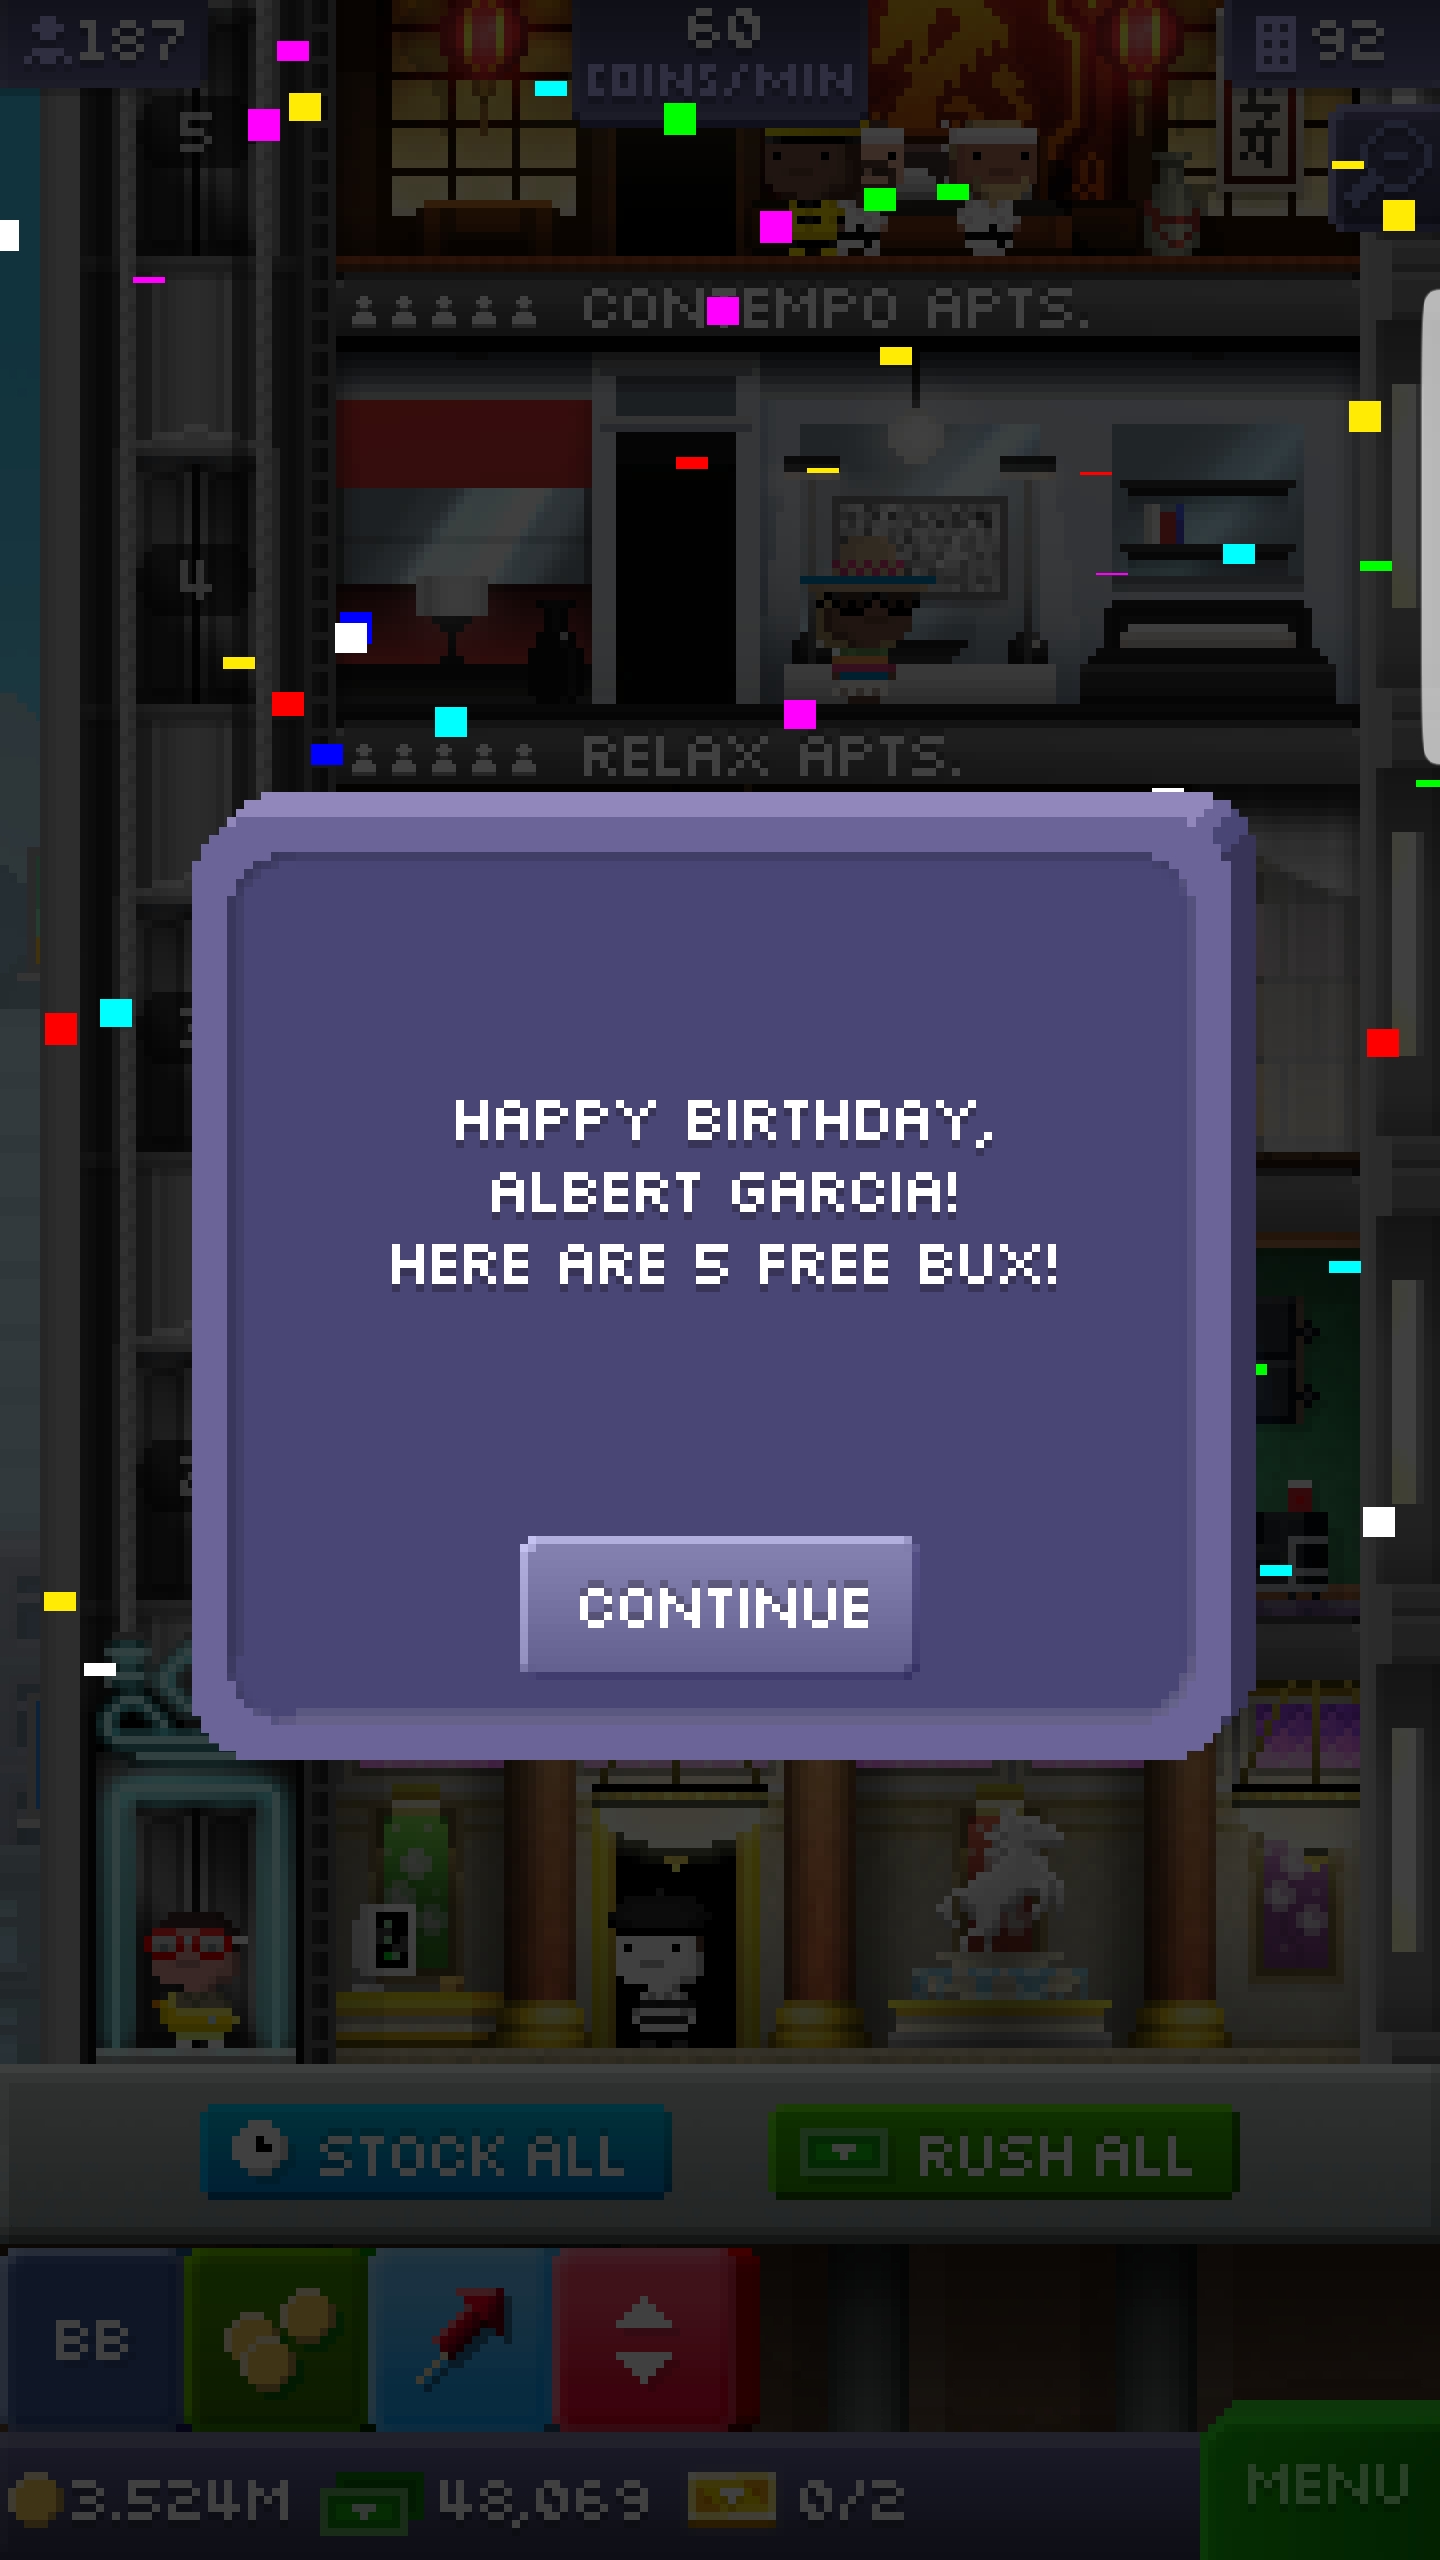 187
60
COINS/MIN
92
5
CONTEMPO APTS.
4
RELAX APTS.
HAPPY BIRTHDAY,
ALBERT GARCIA!
HERE ARE 5 FREE BUX!
CONTINUE
STOCK ALL
RUSH ALL
BB
3.524M
48,069
0/2
MENU